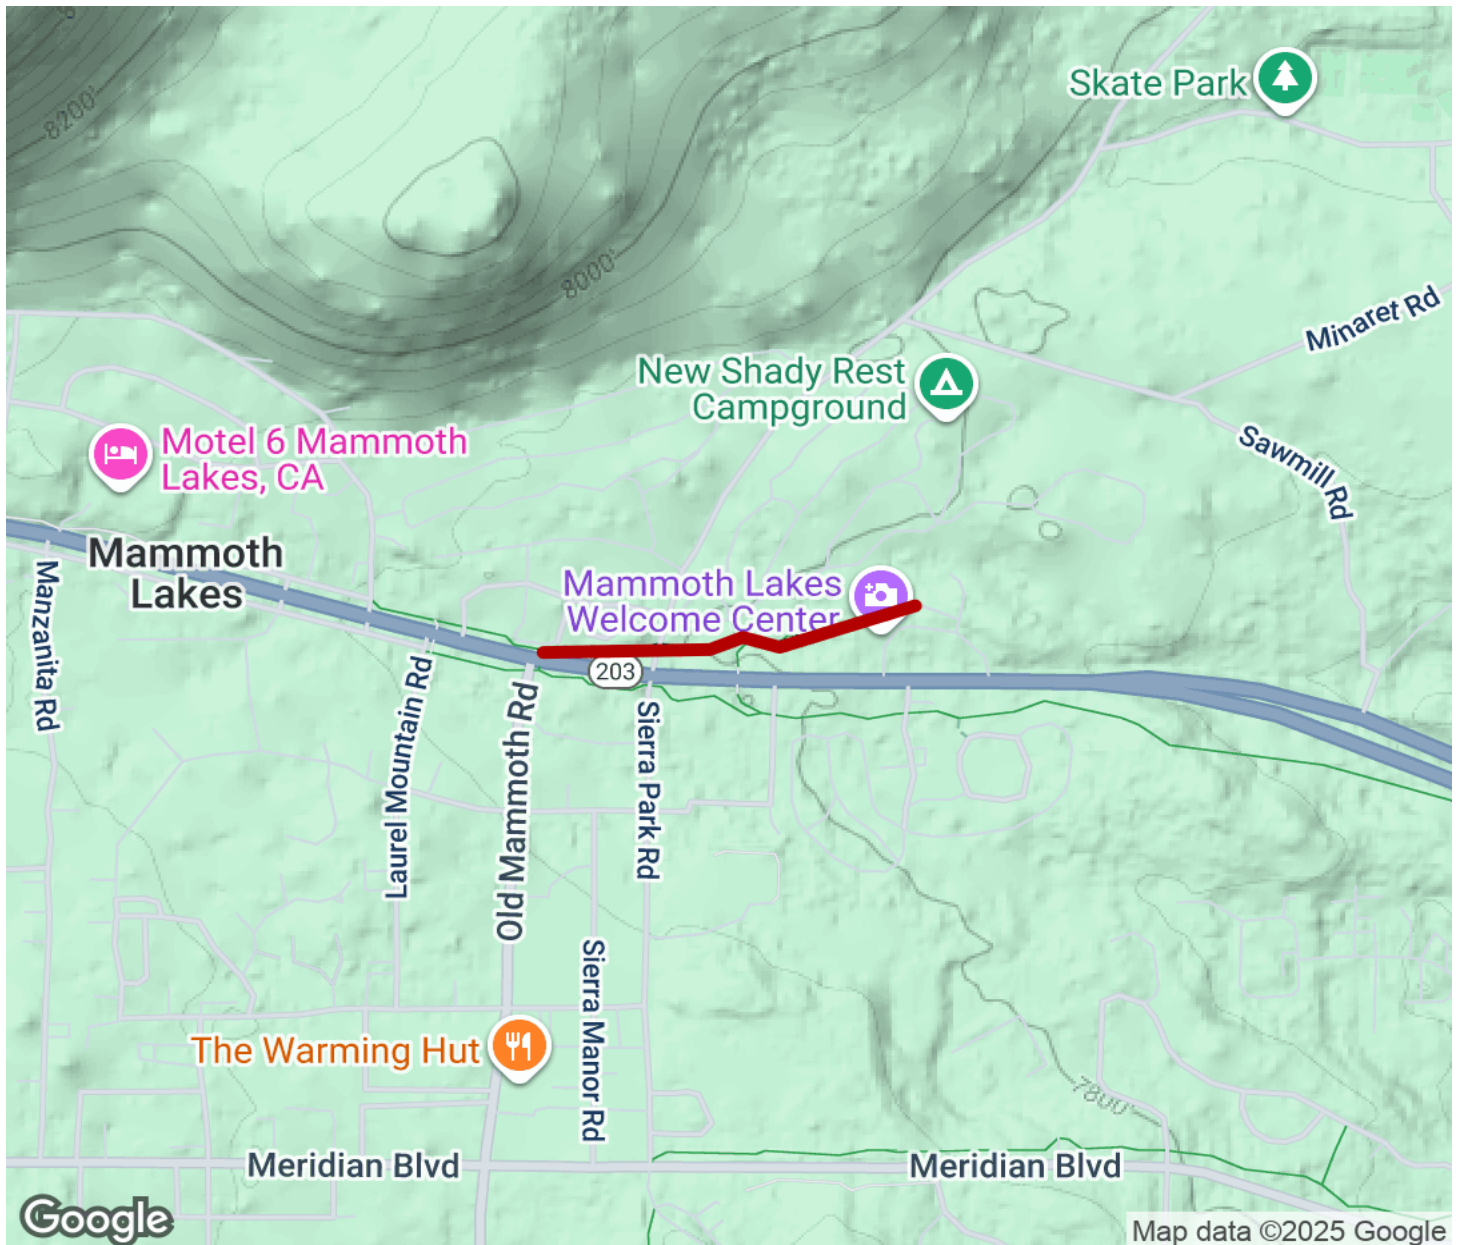 8200'
Skate Park
8000'
Minaret Rd
New Shady Rest
Campground
Motel 6 Mammoth
Lakes, CA
Sawmill Rd
Mammoth
Lakes
Mammoth Lakes
Welcome Center
203
Manzanita Rd
Laurel Mountain Rd
Old Mammoth Rd
Sierra Park Rd
Sierra Manor Rd
The Warming Hut
7800'
Meridian Blvd
Meridian Blvd
Google
Map data ©2025 Google